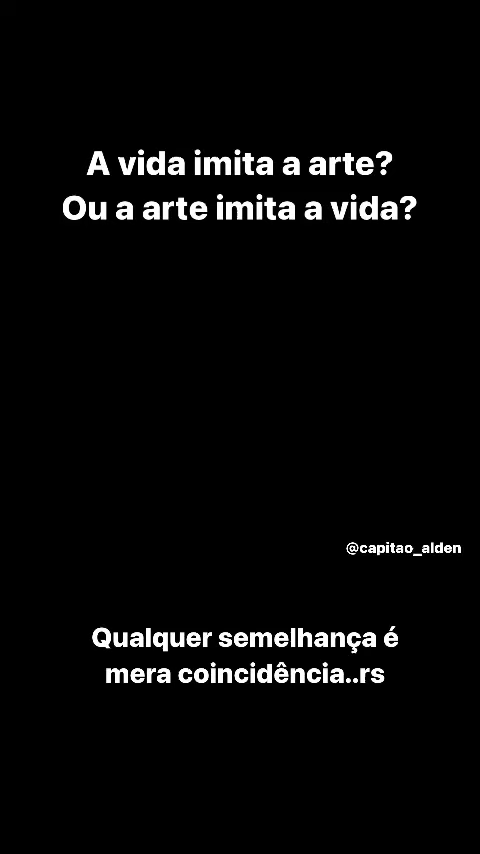 A vida imita a arte?
Ou a arte imita a vida?
@capitao_alden
Qualquer semelhança é
mera coincidência..rs